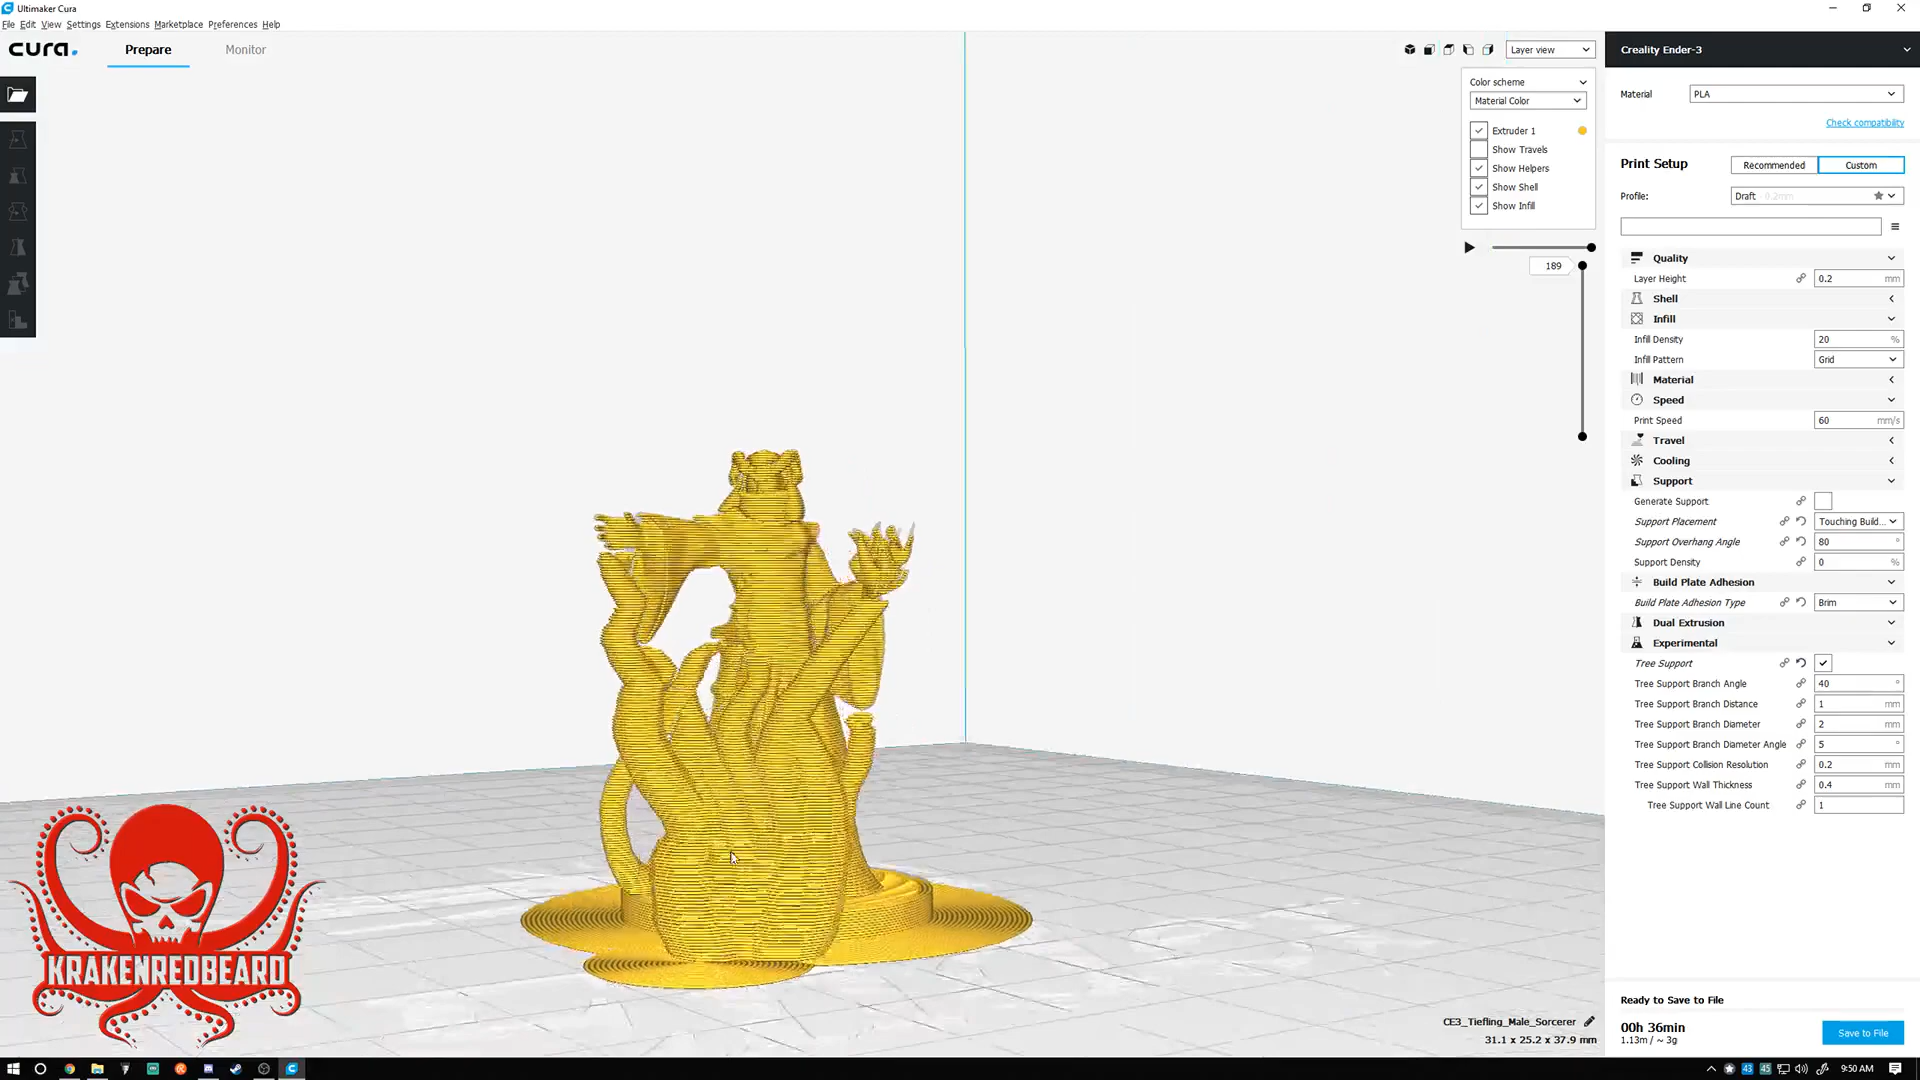 Ultimaker Cura
File Edit View Settings Extensions Marketplace Preferences Help
cura.
Prepare
Monitor
Layer view
Color scheme
Material Color
Extruder 1
Show Travels
Show Helpers
Show Shell
Show Infill
189
Creality Ender-3
Material
PLA
Check compatibility
Print Setup
Recommended
Custom
Profile:
Draft 0.2mm
Quality
Layer Height 0.2 mm
Shell
Infill
Infill Density 20 %
Infill Pattern Grid
Material
Speed
Print Speed 60 mm/s
Travel
Cooling
Support
Generate Support
Support Placement Touching Build...
Support Overhang Angle 80 °
Support Density 0 %
Build Plate Adhesion
Build Plate Adhesion Type Brim
Dual Extrusion
Experimental
Tree Support
Tree Support Branch Angle 40 °
Tree Support Branch Distance 1 mm
Tree Support Branch Diameter 2 mm
Tree Support Branch Diameter Angle 5 °
Tree Support Collision Resolution 0.2 mm
Tree Support Wall Thickness 0.4 mm
Tree Support Wall Line Count 1
KRAKENREDBEARD
Ready to Save to File
CE3_Tiefling_Male_Sorcerer
31.1 x 25.2 x 37.9 mm
00h 36min
1.13m / ~ 3g
Save to File
43
45
9:50 AM